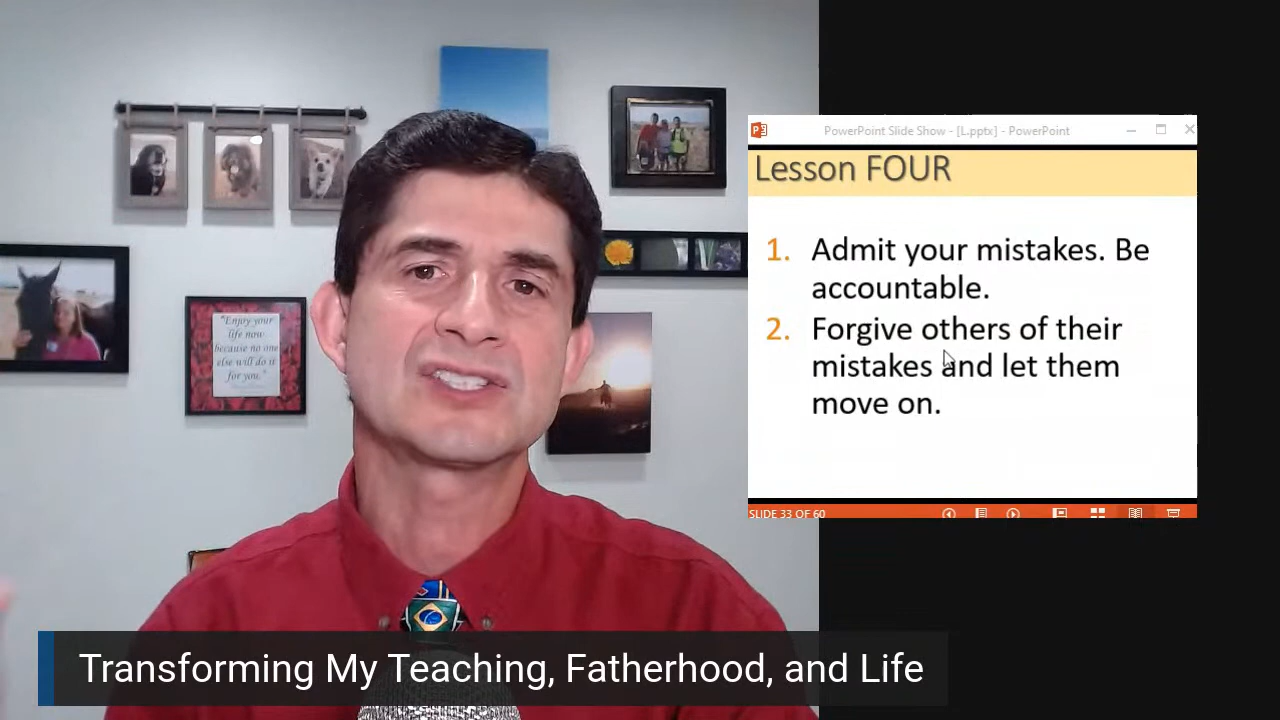 PowerPoint Slide Show - [L.pptx] - PowerPoint
Lesson FOUR
1. Admit your mistakes. Be
accountable.
2. Forgive others of their
mistakes and let them
move on.
SLIDE 33 OF 60
"Enjoy your
life now
because no one
else will do it
for you."
Transforming My Teaching, Fatherhood, and Life